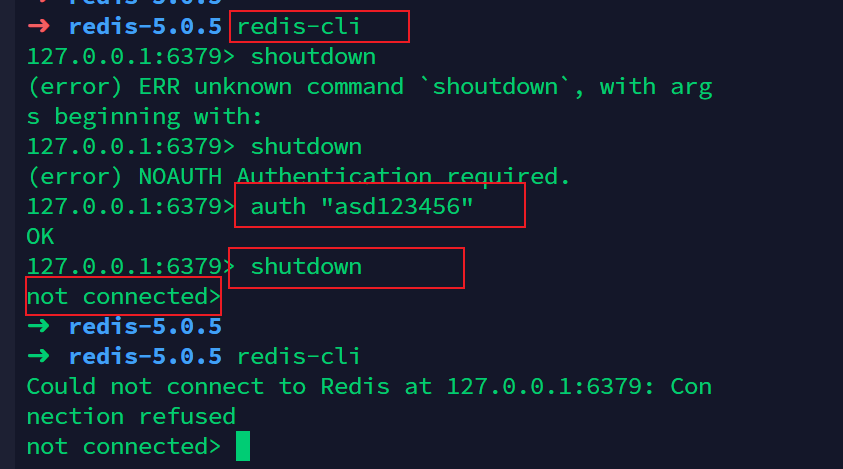 ➜ redis-5.0.5 redis-cli
127.0.0.1:6379> shoutdown
(error) ERR unknown command `shoutdown`, with arg
s beginning with:
127.0.0.1:6379> shutdown
(error) NOAUTH Authentication required.
127.0.0.1:6379> auth "asd123456"
OK
127.0.0.1:6379> shutdown
not connected>
➜ redis-5.0.5
➜ redis-5.0.5 redis-cli
Could not connect to Redis at 127.0.0.1:6379: Con
nection refused
not connected>